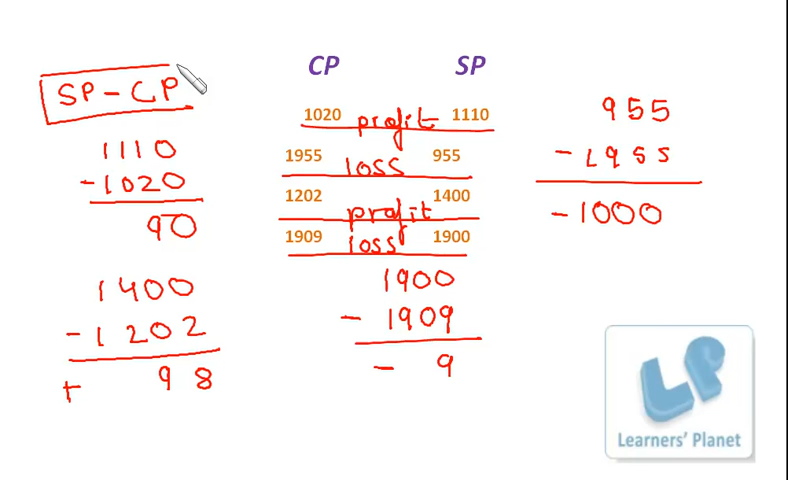 CP SP
SP - CP
1020 profit 1110
1110
- 1020
90
1955 loss 955
1202 profit 1400
1909 loss 1900
1400
- 1202
+ 98
1900
- 1909
- 9
955
- 1955
- 1000
LP
Learners' Planet